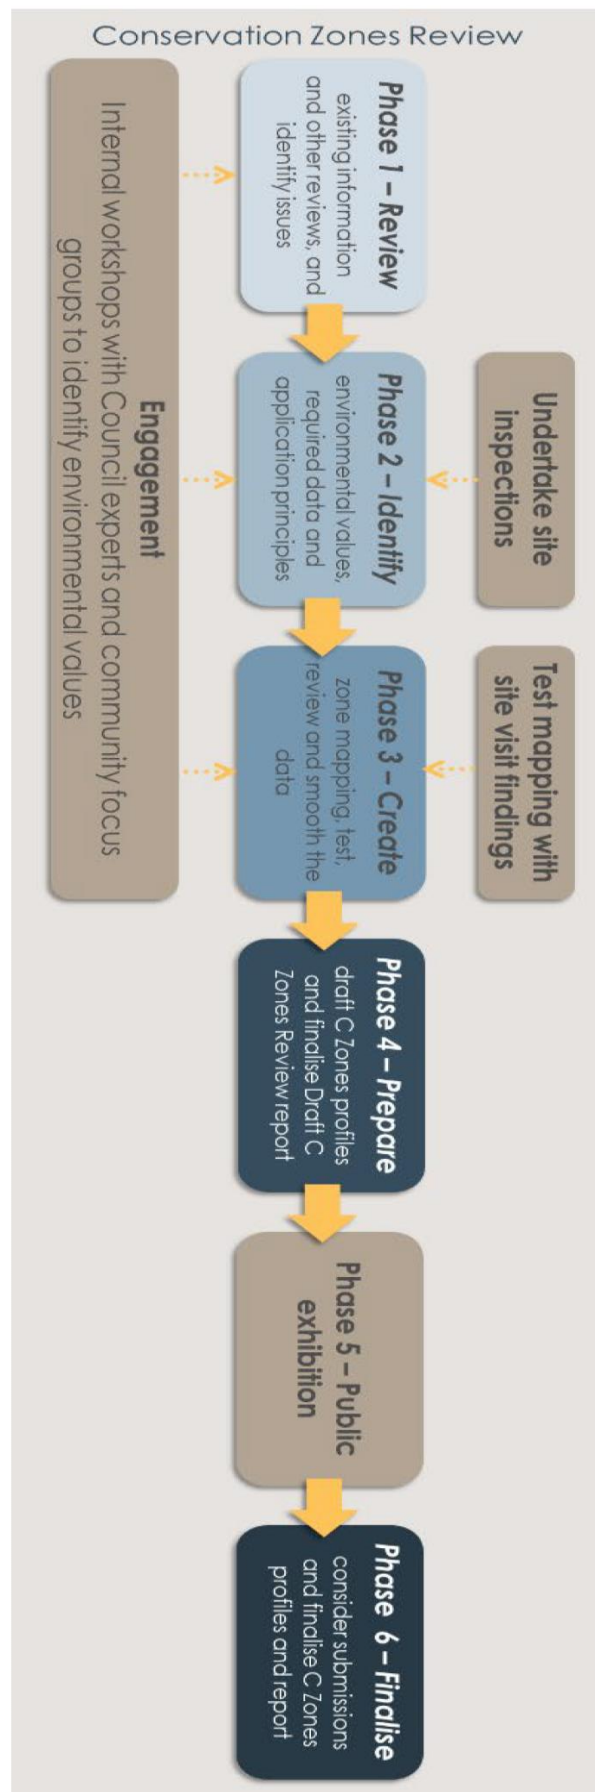 Conservation Zones Review
Undertake site
inspections
Test mapping with
site visit findings
Phase 1 – Review
existing information
and other reviews, and
identify issues
Phase 2 – Identify
environmental values,
required data and
application principles
Phase 3 – Create
zone mapping, test,
review and smooth the
data
Phase 4 – Prepare
draft C Zones profiles
and finalise Draft C
Zones Review report
Phase 5 – Public
exhibition
Phase 6 – Finalise
consider submissions
and finalise C Zones
profiles and report
Engagement
Internal workshops with Council experts and community focus
groups to identify environmental values